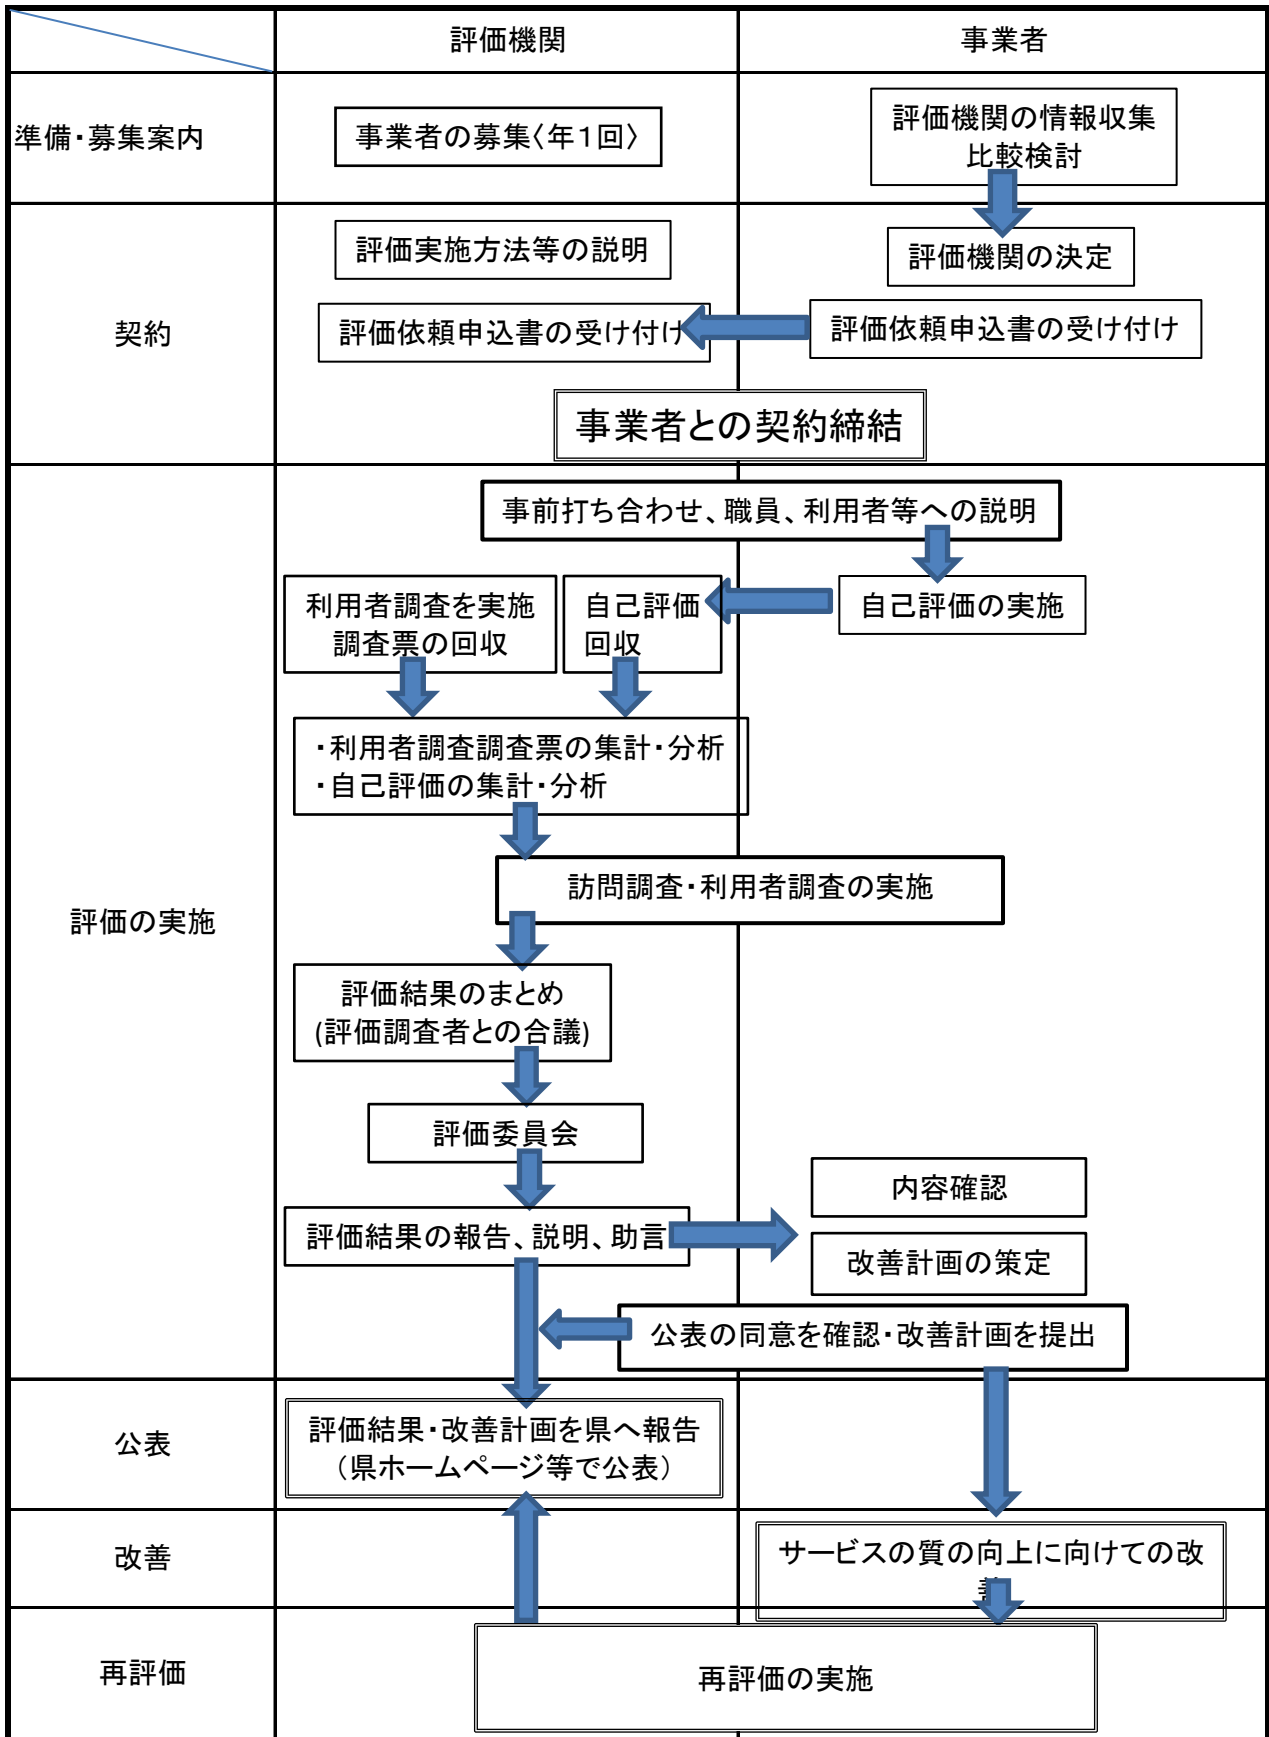 評価機関
事業者
準備・募集案内
事業者の募集〈年1回〉
評価機関の情報収集
比較検討
契約
評価実施方法等の説明
評価機関の決定
評価依頼申込書の受け付け
評価依頼申込書の受け付け
事業者との契約締結
評価の実施
事前打ち合わせ、職員、利用者等への説明
利用者調査を実施
調査票の回収
自己評価
回収
自己評価の実施
・利用者調査調査票の集計・分析
・自己評価の集計・分析
訪問調査・利用者調査の実施
評価結果のまとめ
(評価調査者との合議)
評価委員会
内容確認
評価結果の報告、説明、助言
改善計画の策定
公表の同意を確認・改善計画を提出
公表
評価結果・改善計画を県へ報告
（県ホームページ等で公表）
改善
サービスの質の向上に向けての改
再評価
再評価の実施